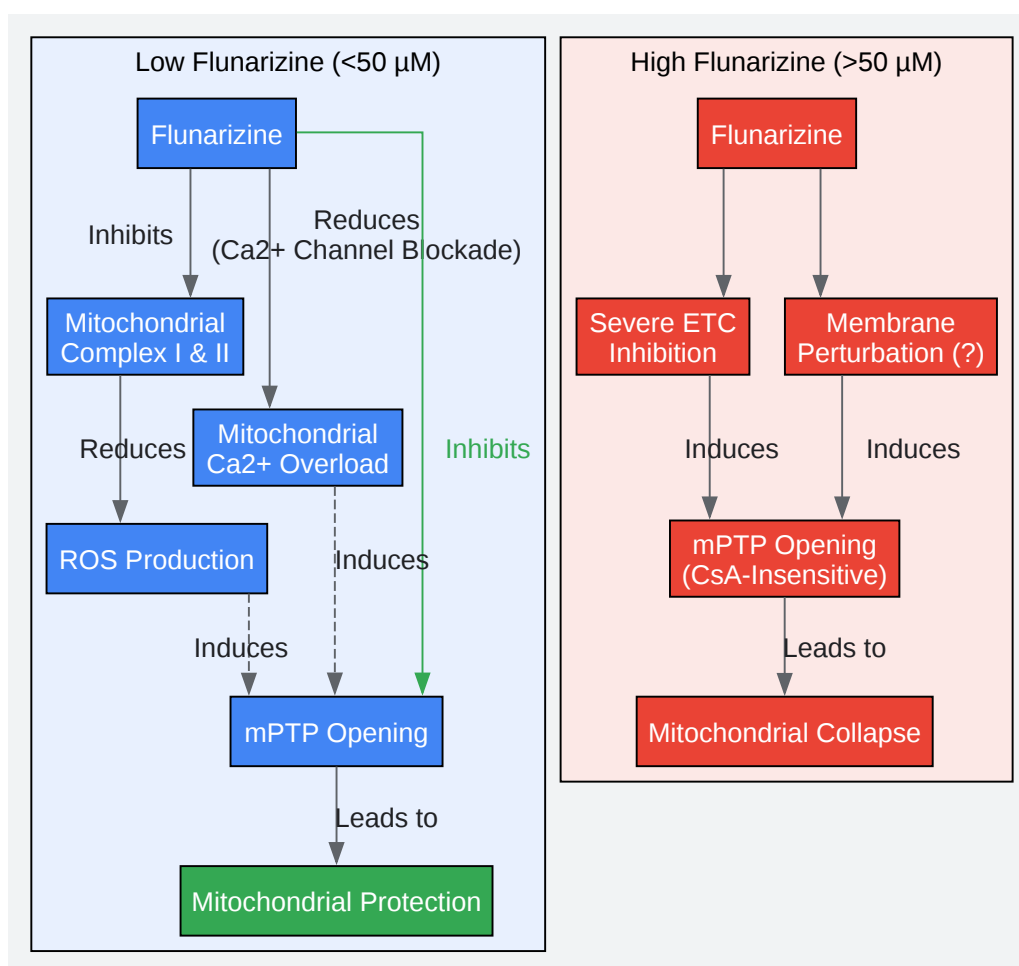 Low Flunarizine (<50 µM)
Flunarizine
Inhibits
Reduces
(Ca2+ Channel Blockade)
Mitochondrial
Complex I & II
Reduces
Mitochondrial
Ca2+ Overload
Inhibits
ROS Production
Induces
Induces
mPTP Opening
Leads to
Mitochondrial Protection
High Flunarizine (>50 µM)
Flunarizine
Severe ETC
Inhibition
Membrane
Perturbation (?)
Induces
Induces
mPTP Opening
(CsA-Insensitive)
Leads to
Mitochondrial Collapse